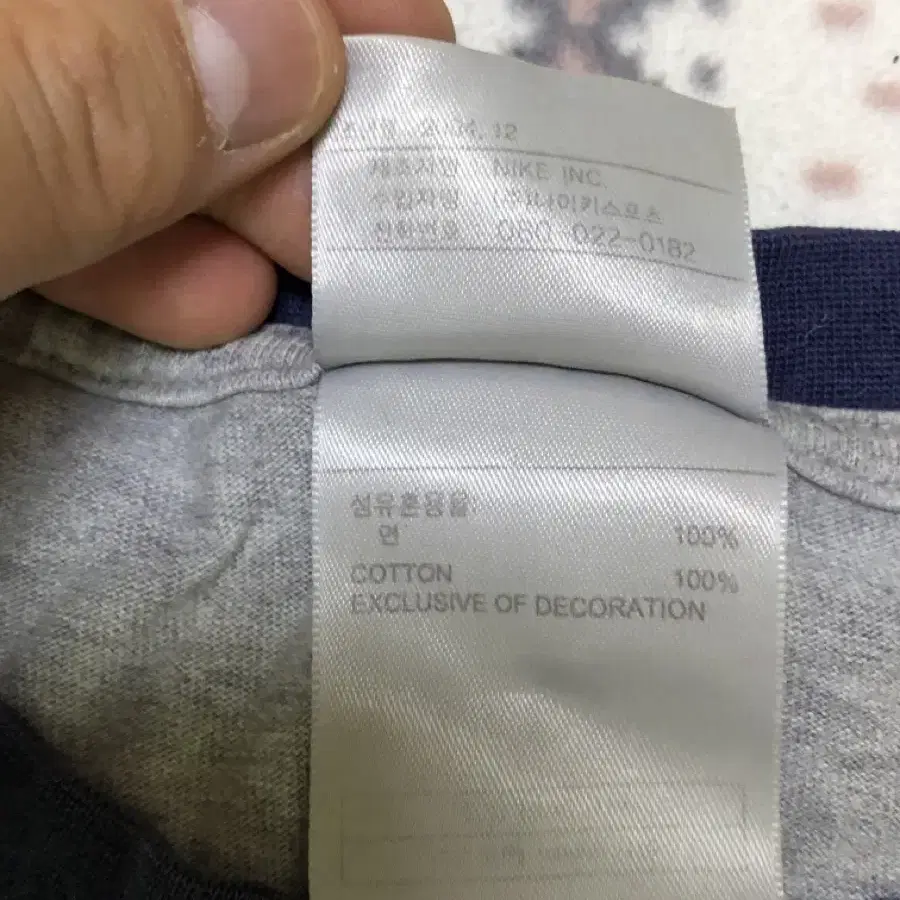 제조자명 NIKE INC.
수입자명 (주)나이키스포츠
전화번호 080-022-0182
섬유혼용율
면 100%
COTTON 100%
EXCLUSIVE OF DECORATION